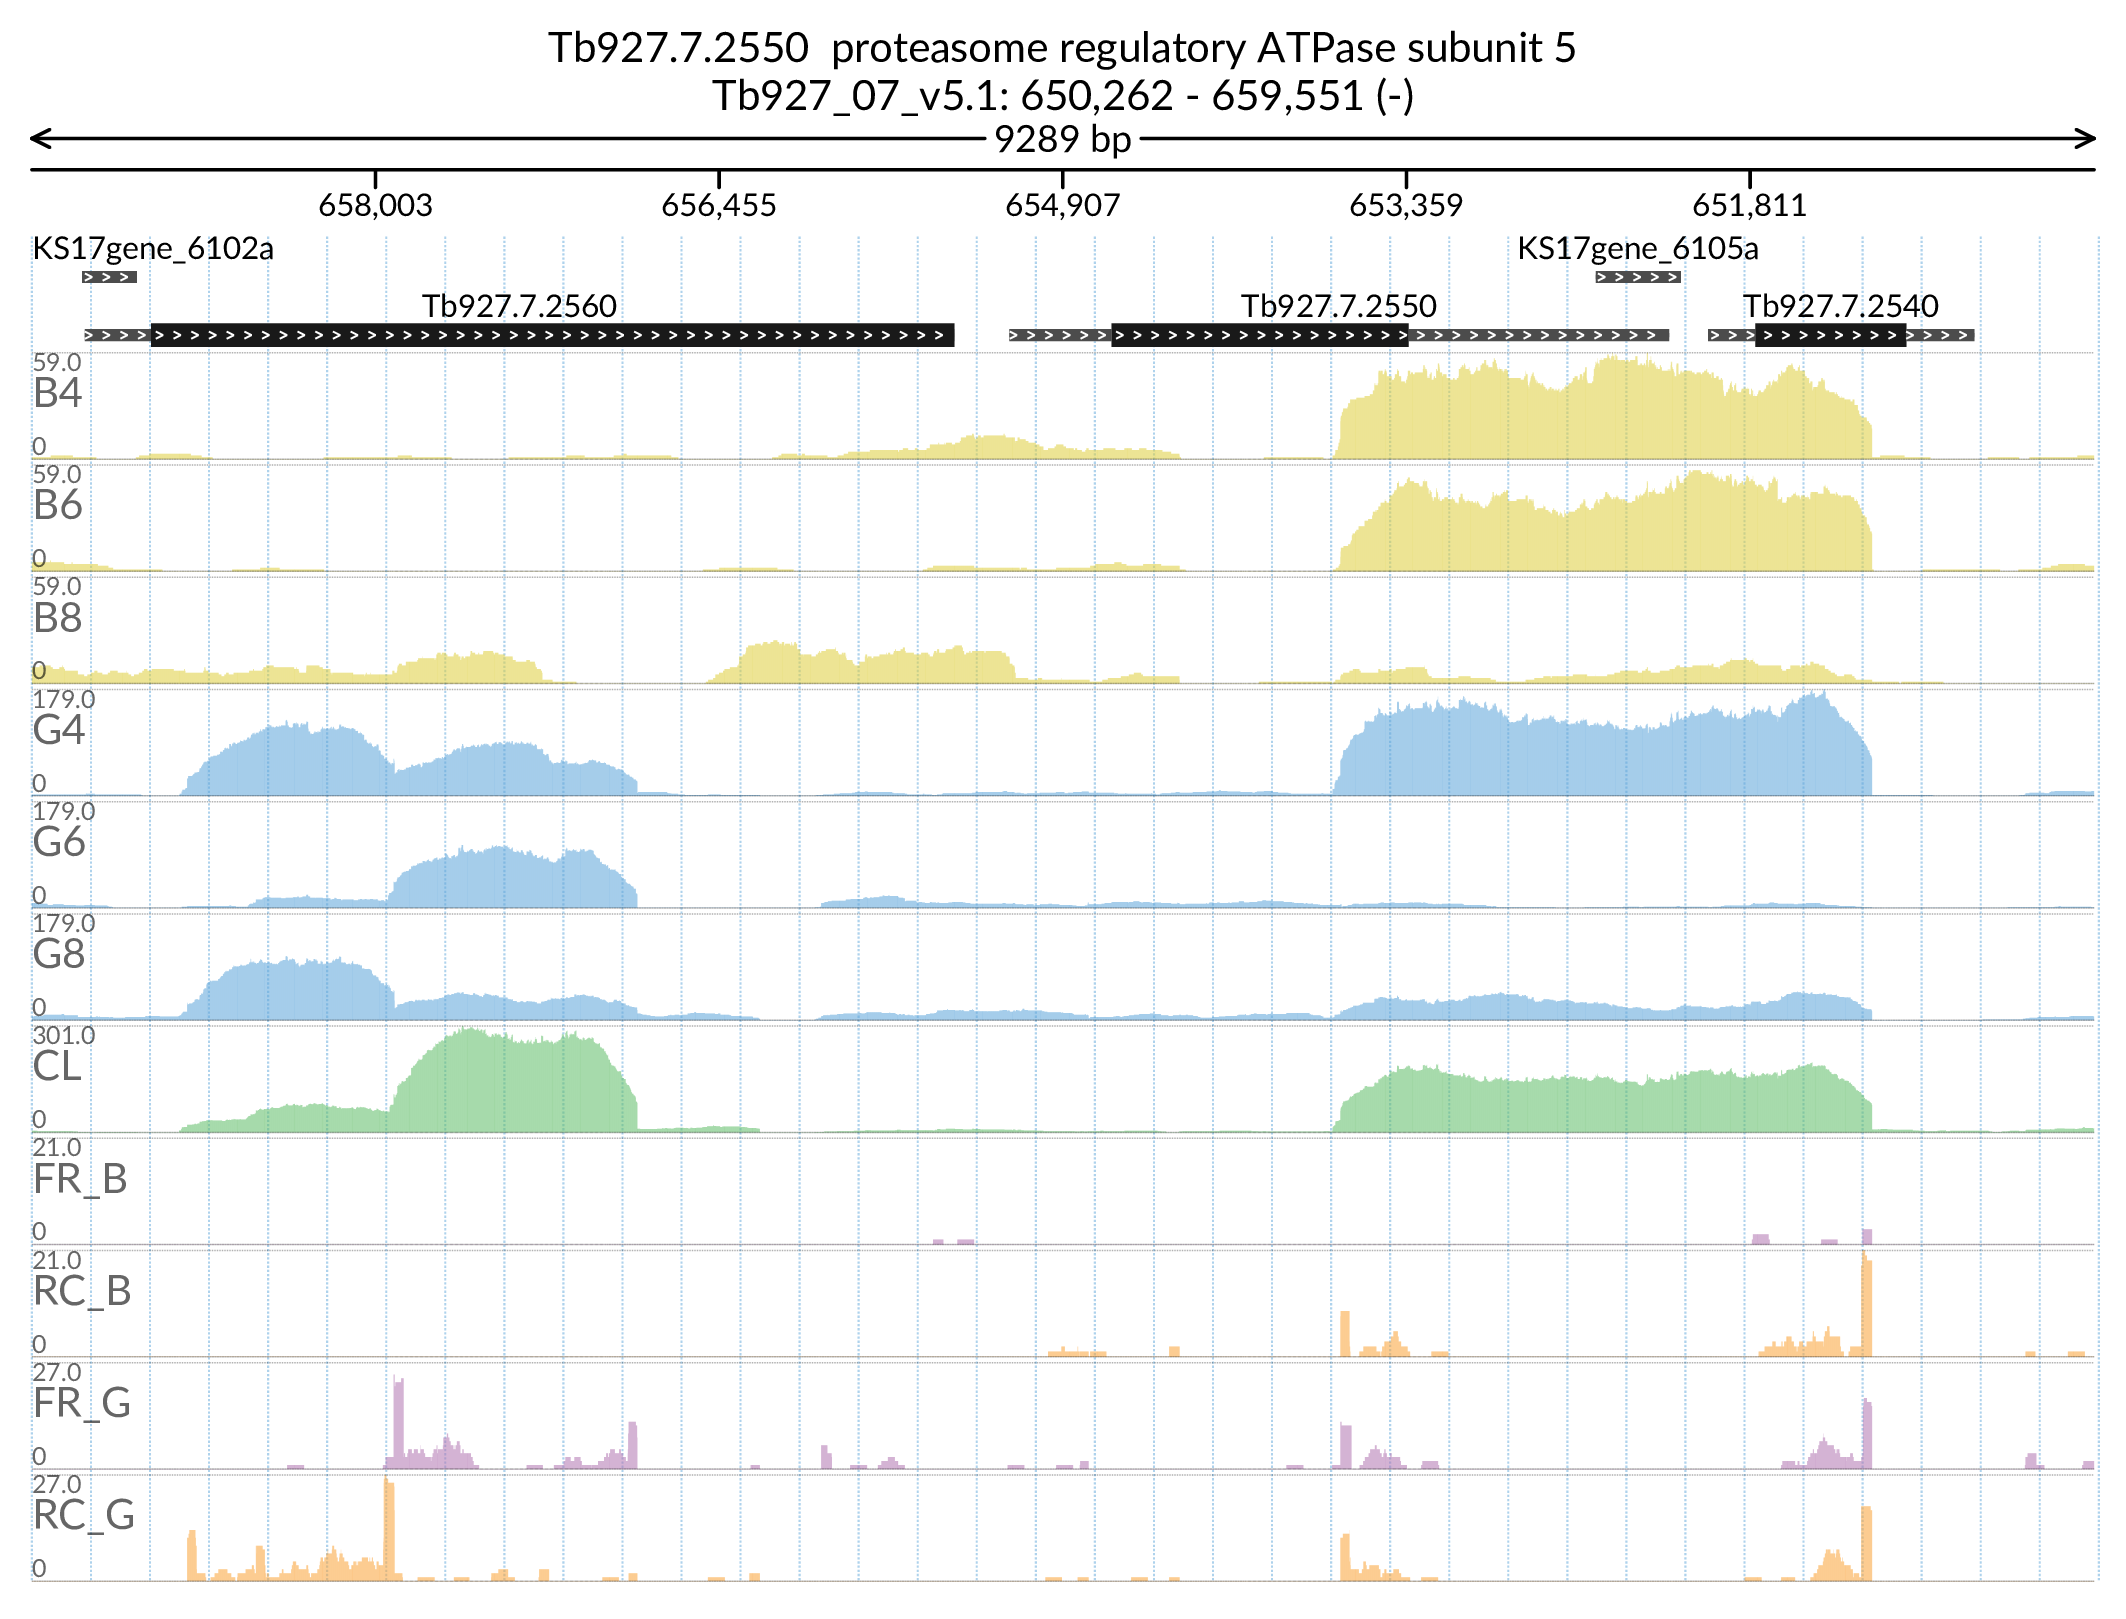 Tb927.7.2550  proteasome regulatory ATPase subunit 5
Tb927_07_v5.1: 650,262 - 659,551 (-)
9289 bp
658,003 656,455 654,907 653,359 651,811
KS17gene_6102a KS17gene_6105a
Tb927.7.2560 Tb927.7.2550 Tb927.7.2540
59.0
B4
0
59.0
B6
0
59.0
B8
0
179.0
G4
0
179.0
G6
0
179.0
G8
0
301.0
CL
0
21.0
FR_B
0
21.0
RC_B
0
27.0
FR_G
0
27.0
RC_G
0